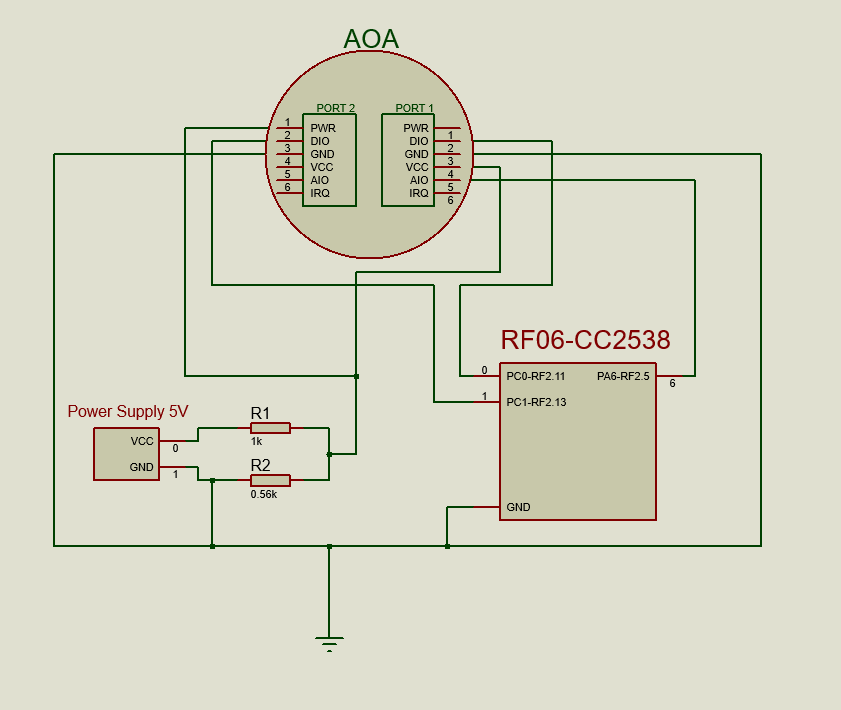 AOA
PORT 2 PORT 1
1 PWR PWR 1
2 DIO DIO 2
3 GND GND 3
4 VCC VCC 4
5 AIO AIO 5
6 IRQ IRQ 6
RF06-CC2538
0 PC0-RF2.11 PA6-RF2.5 6
1 PC1-RF2.13
GND
Power Supply 5V
VCC 0
GND 1
R1
1k
R2
0.56k